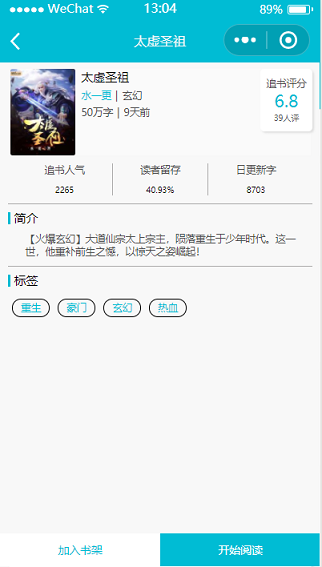 WeChat 13:04 89%
太虚圣祖
太虚圣祖
水一更 | 玄幻
50万字 | 9天前
追书评分
6.8
39人评
太虚圣祖
追书人气 读者留存 日更新字
2265 40.93% 8703
简介
【火爆玄幻】大道仙宗太上宗主，陨落重生于少年时代。这一
世，他重补前生之憾，以惊天之姿崛起！
标签
重生 豪门 玄幻 热血
加入书架 开始阅读